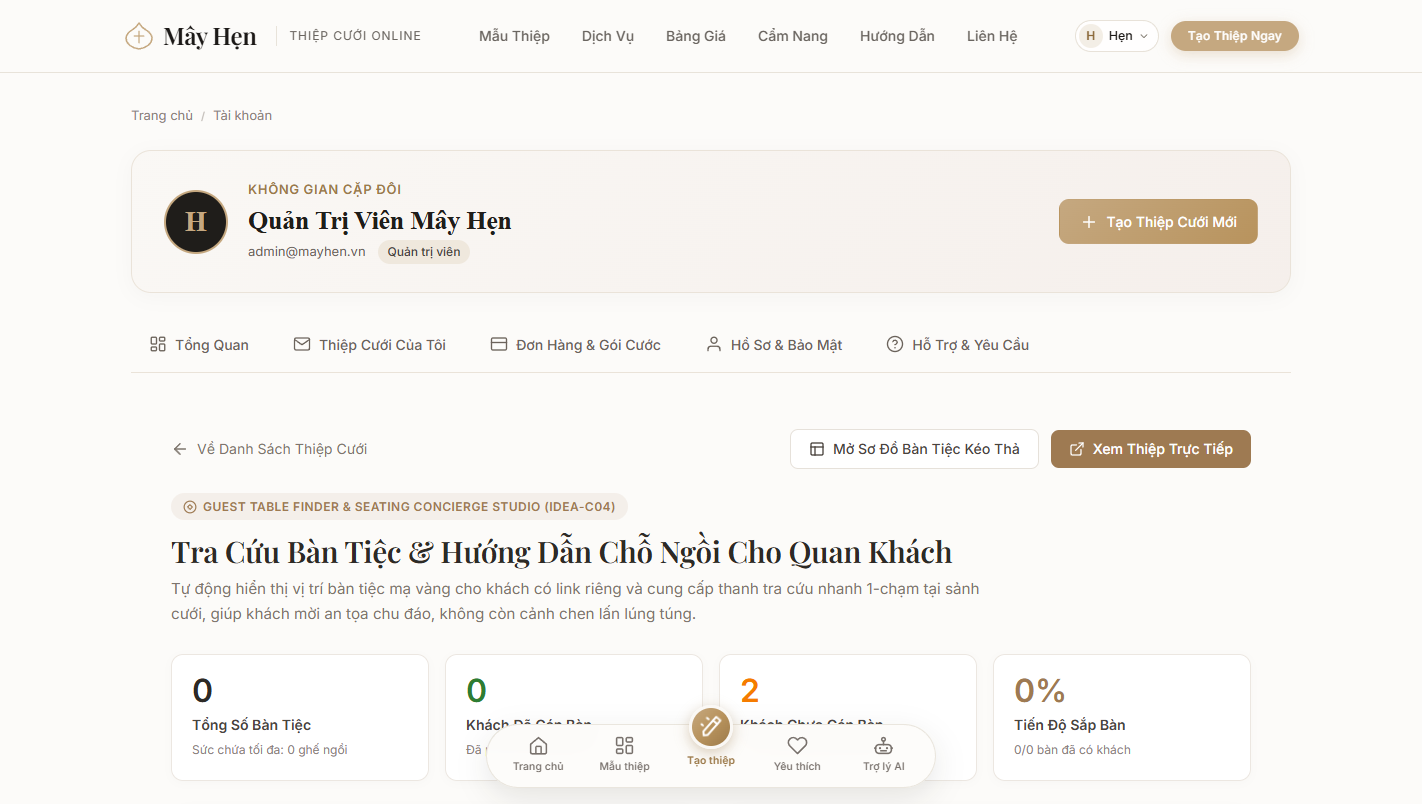 Mây Hẹn
THIỆP CƯỚI ONLINE
Mẫu Thiệp
Dịch Vụ
Bảng Giá
Cẩm Nang
Hướng Dẫn
Liên Hệ
H
Hẹn
Tạo Thiệp Ngay
Trang chủ / Tài khoản
H
KHÔNG GIAN CẶP ĐÔI
Quản Trị Viên Mây Hẹn
admin@mayhen.vn
Quản trị viên
Tạo Thiệp Cưới Mới
Tổng Quan
Thiệp Cưới Của Tôi
Đơn Hàng & Gói Cước
Hồ Sơ & Bảo Mật
Hỗ Trợ & Yêu Cầu
Về Danh Sách Thiệp Cưới
Mở Sơ Đồ Bàn Tiệc Kéo Thả
Xem Thiệp Trực Tiếp
GUEST TABLE FINDER & SEATING CONCIERGE STUDIO (IDEA-C04)
Tra Cứu Bàn Tiệc & Hướng Dẫn Chỗ Ngồi Cho Quan Khách
Tự động hiển thị vị trí bàn tiệc mạ vàng cho khách có link riêng và cung cấp thanh tra cứu nhanh 1-chạm tại sảnh
cưới, giúp khách mời an tọa chu đáo, không còn cảnh chen lấn lúng túng.
0
Tổng Số Bàn Tiệc
Sức chứa tối đa: 0 ghế ngồi
0
Khách Đã Gán Bàn
Đã
2
Khách Chưa Gán Bàn
0%
Tiến Độ Sắp Bàn
0/0 bàn đã có khách
Trang chủ
Mẫu thiệp
Tạo thiệp
Yêu thích
Trợ lý AI